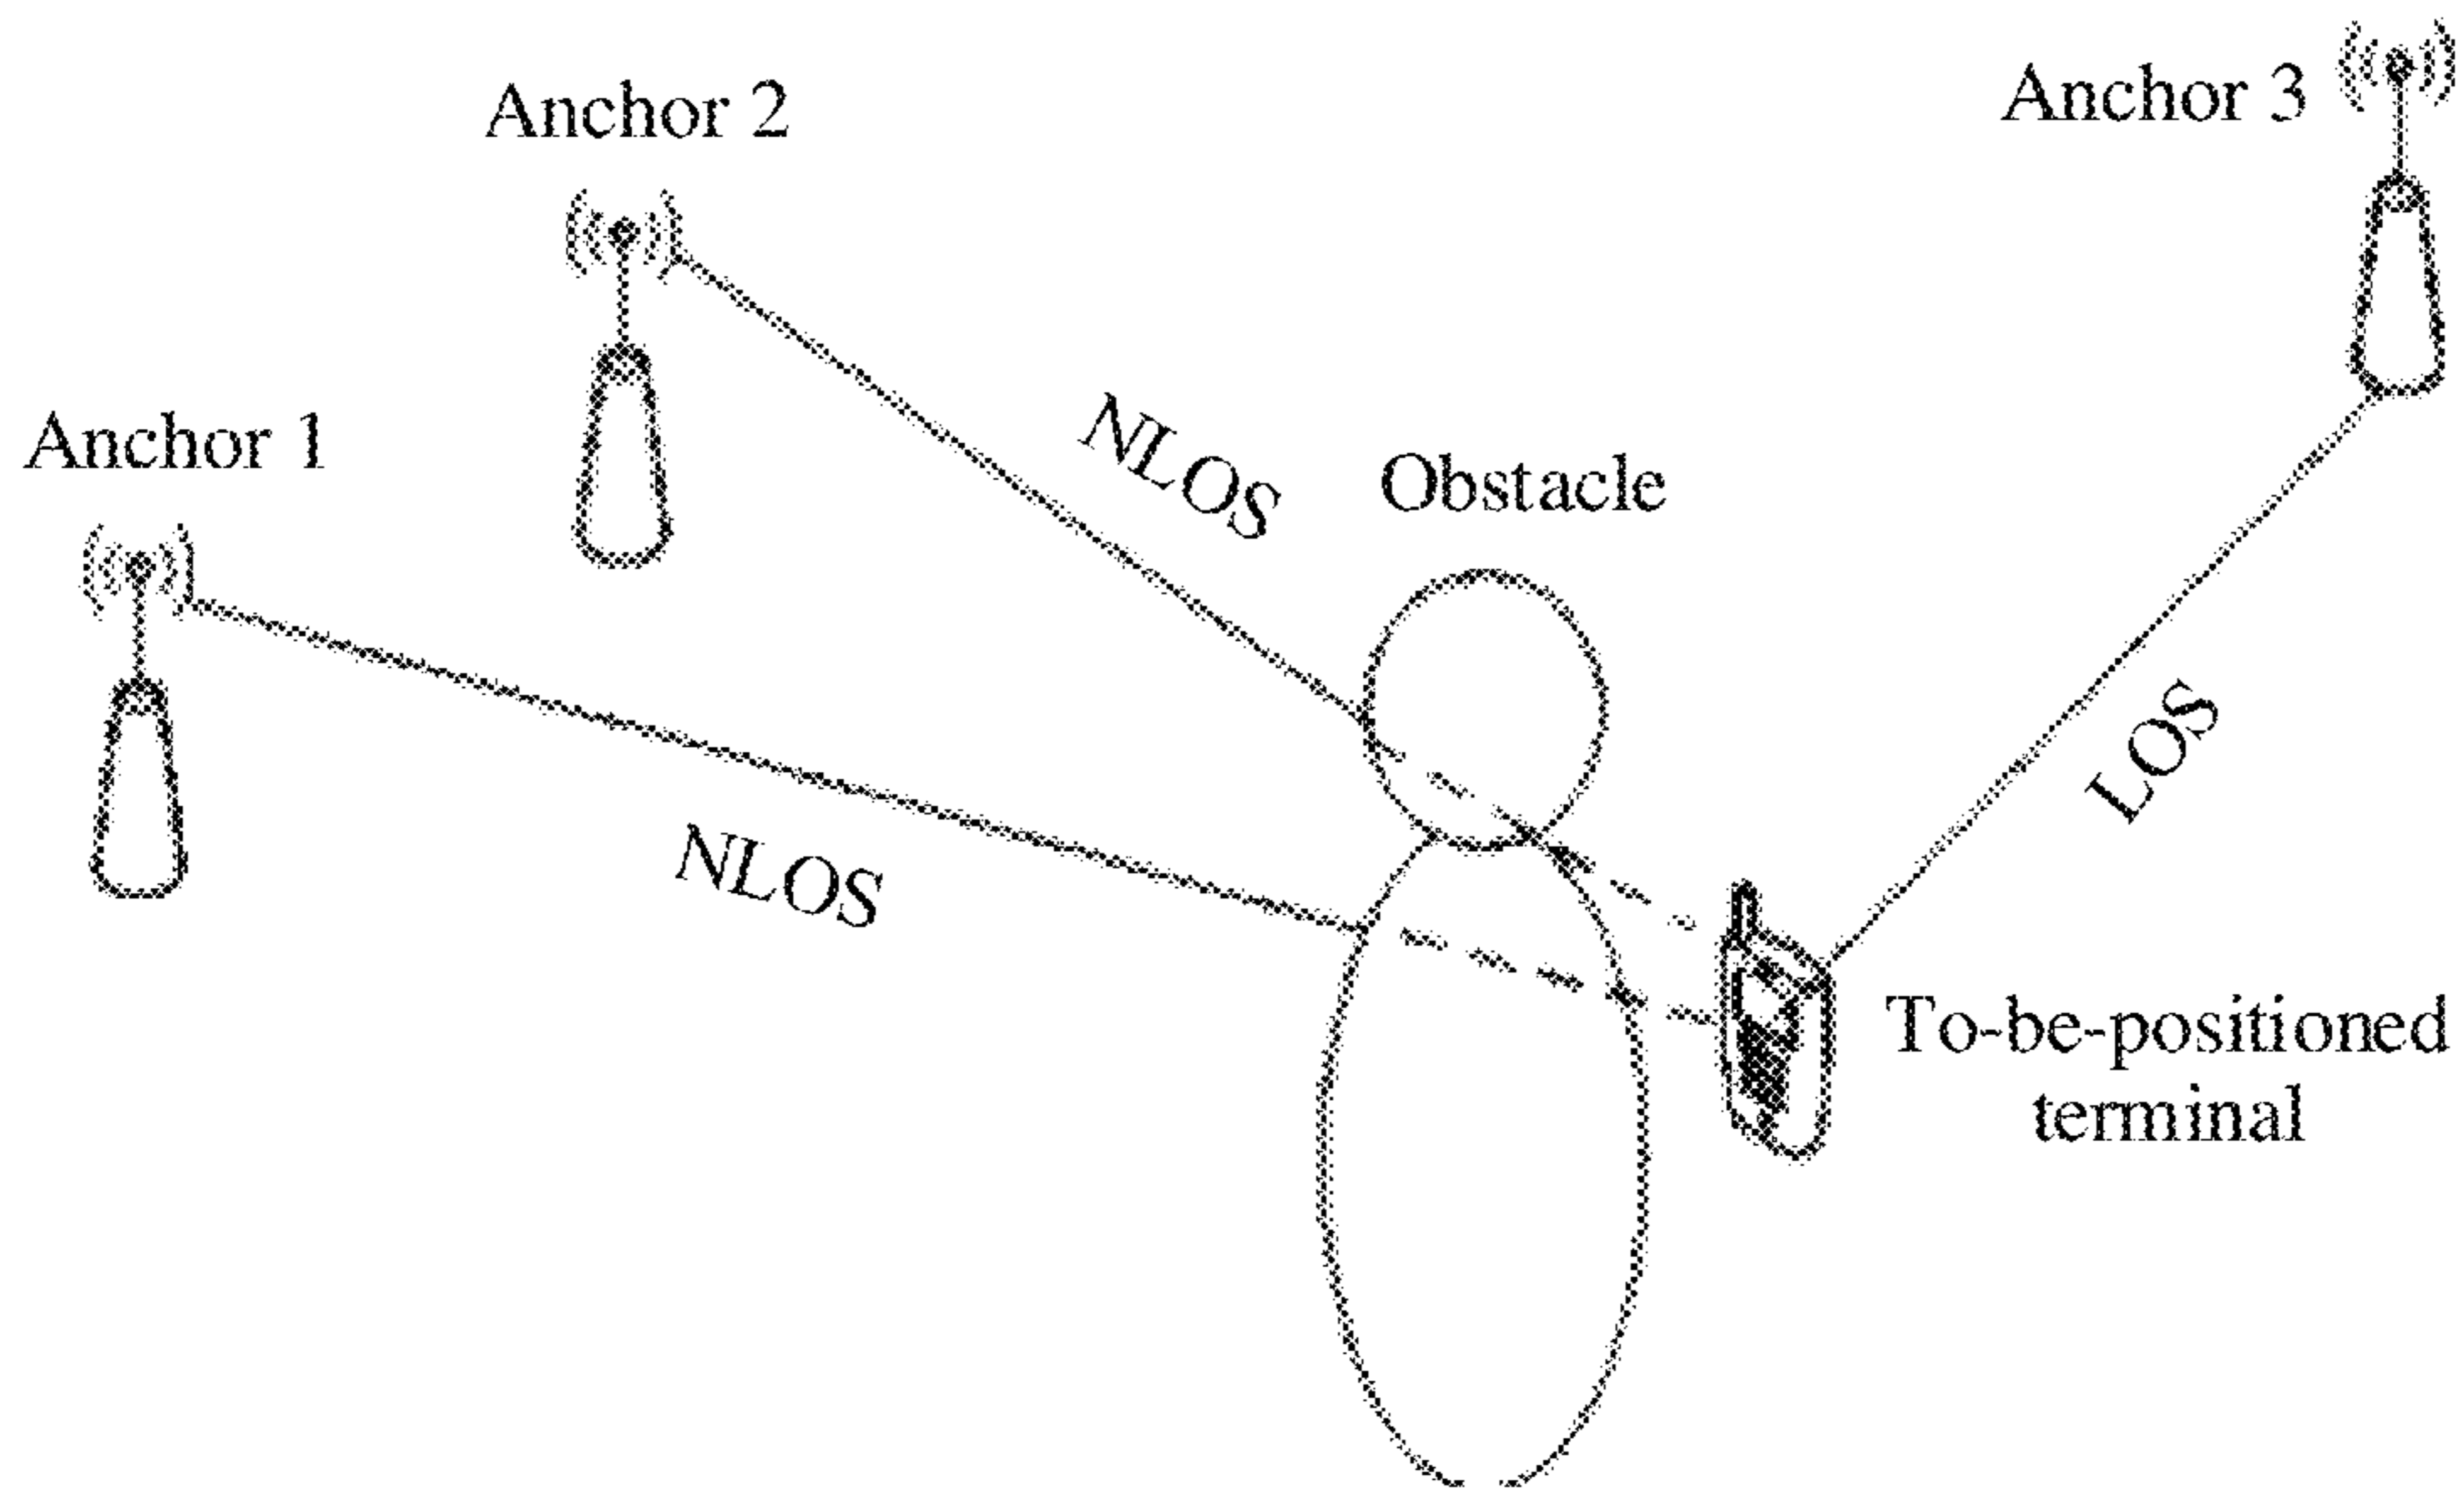 Anchor 3
Anchor 2
Anchor 1
NLOS
Obstacle
LOS
NLOS
To-be-positioned
terminal